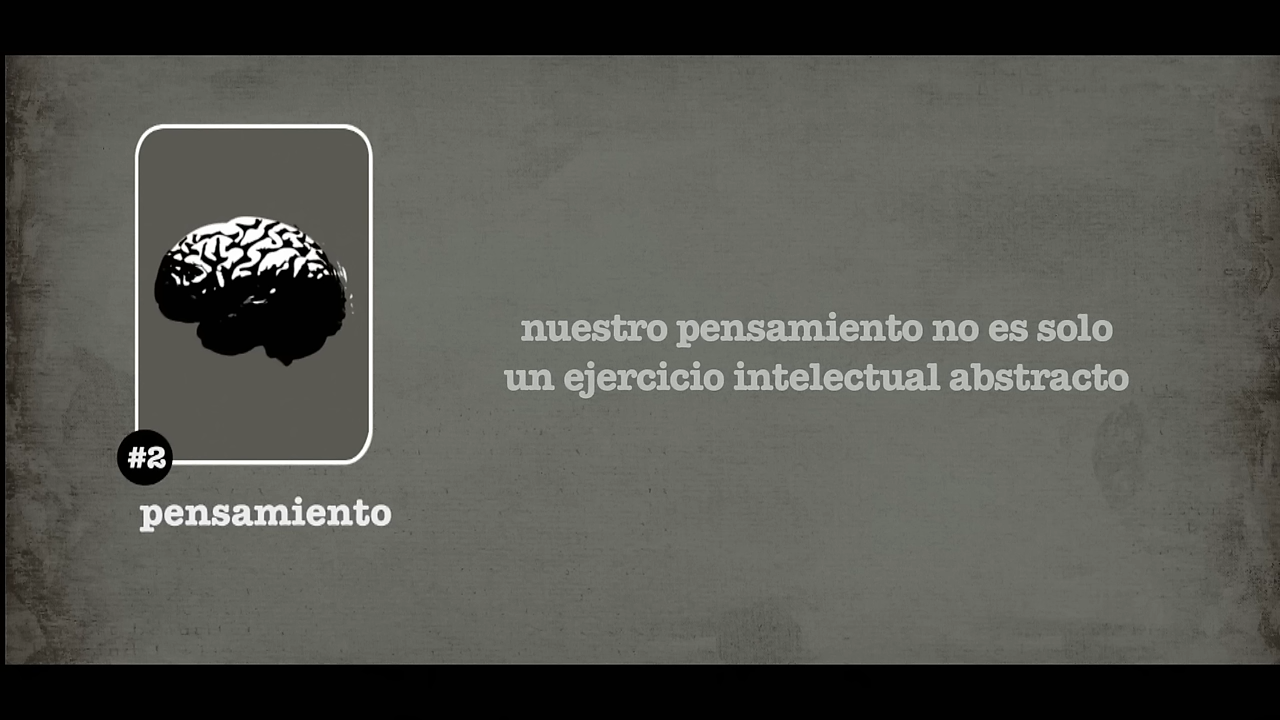 #2
pensamiento
nuestro pensamiento no es solo
un ejercicio intelectual abstracto